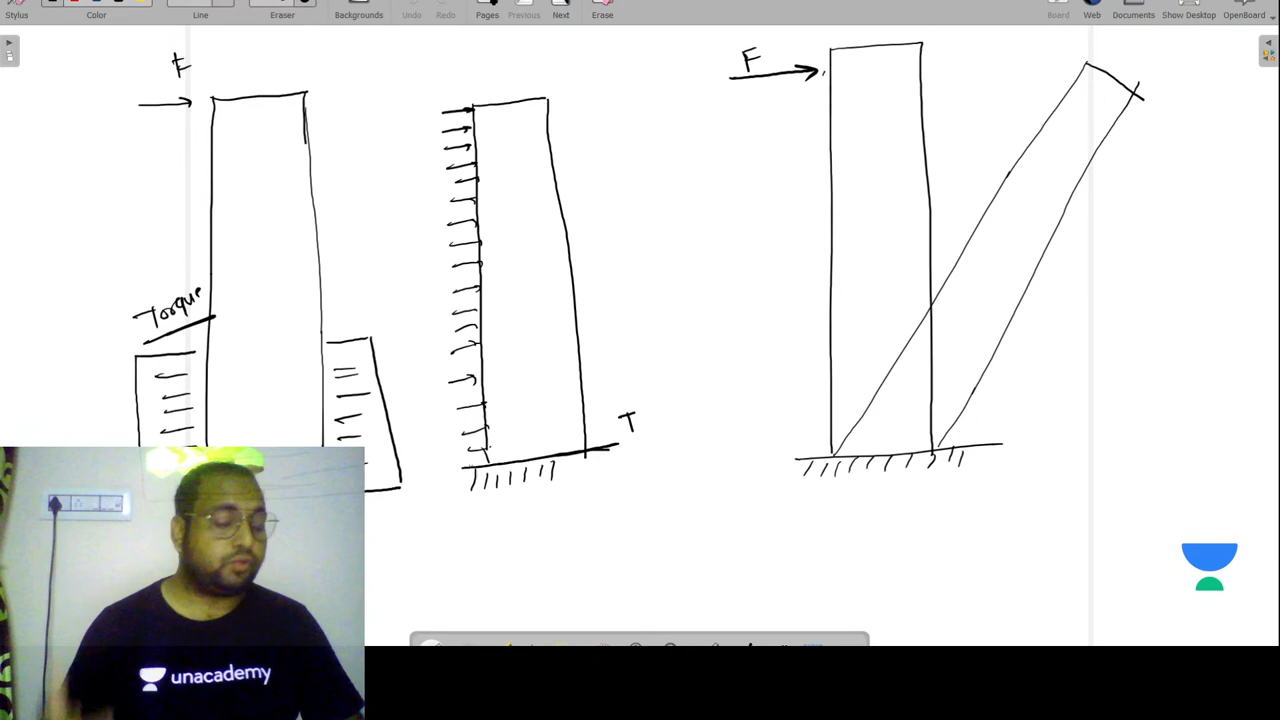 Stylus
Color
Line
Eraser
Backgrounds
Undo
Redo
Pages
Previous
Next
Erase
Board
Web
Documents
Show Desktop
OpenBoard
F
F
Torque
T
unacademy